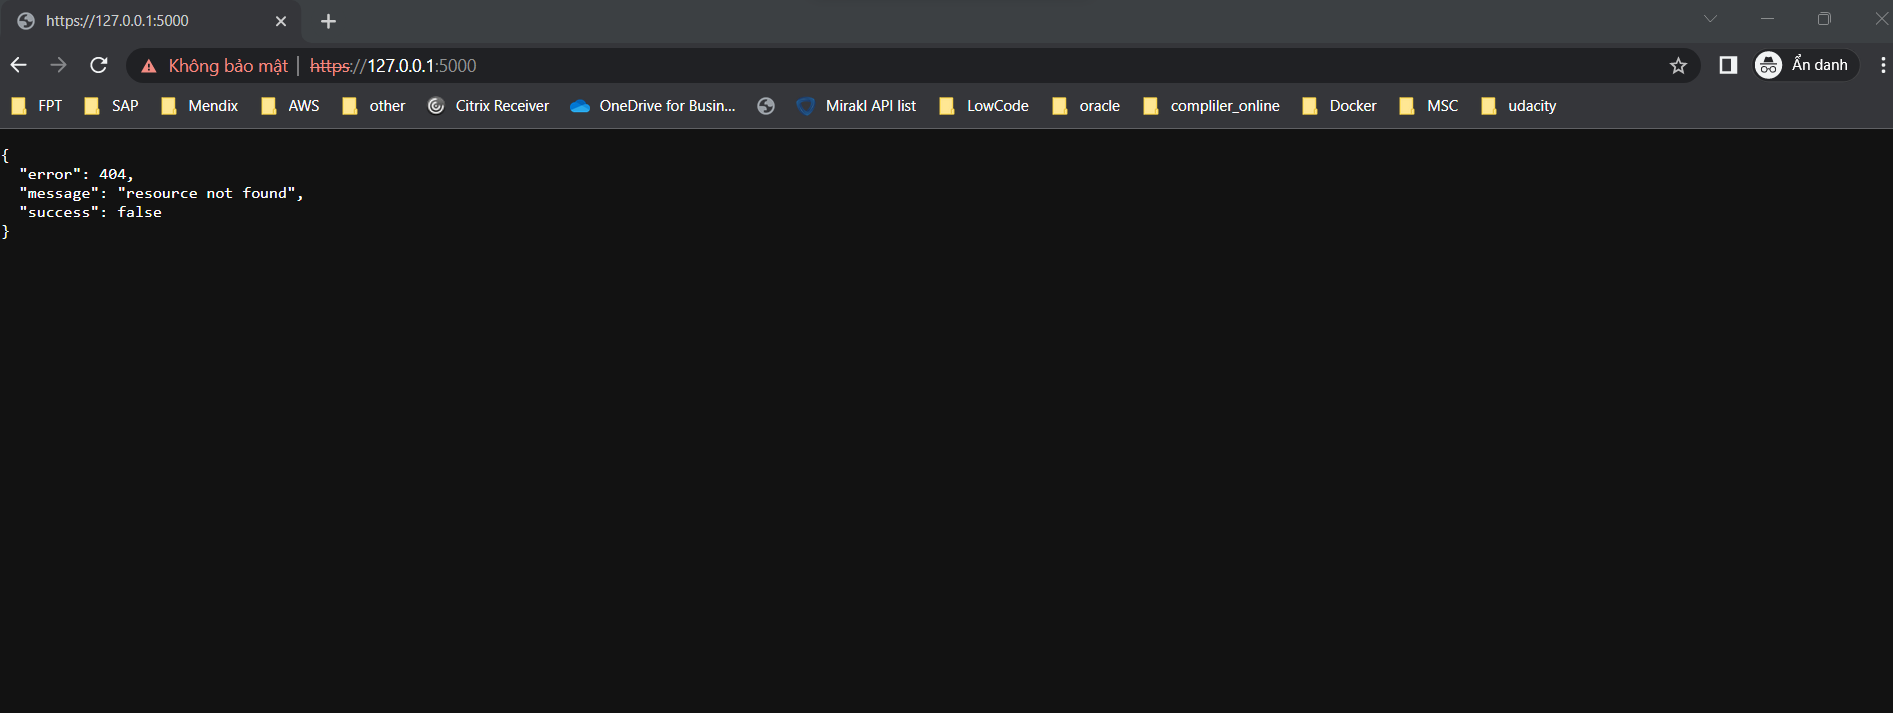 https://127.0.0.1:5000
Không bảo mật | https://127.0.0.1:5000 Ẩn danh
FPT SAP Mendix AWS other Citrix Receiver OneDrive for Busin... Mirakl API list LowCode oracle compliler_online Docker MSC udacity
{
"error": 404,
"message": "resource not found",
"success": false
}